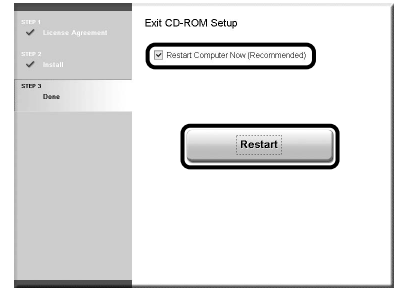 STEP 1
License Agreement
STEP 2
Install
STEP 3
Done
Exit CD-ROM Setup
Restart Computer Now (Recommended)
Restart